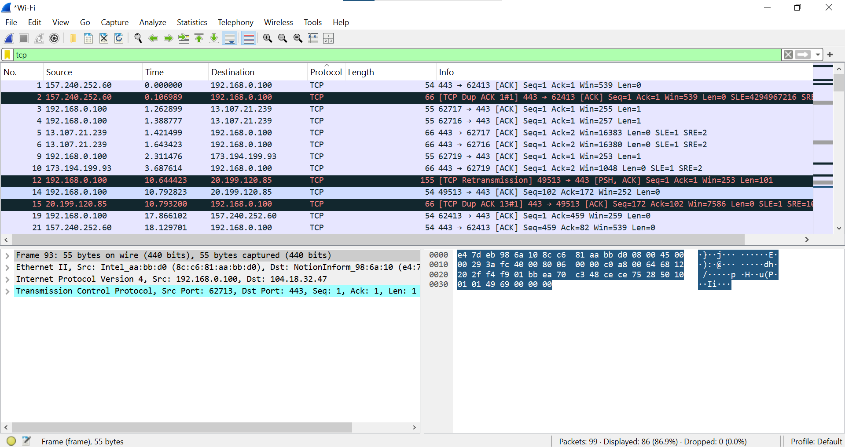 *Wi-Fi
File Edit View Go Capture Analyze Statistics Telephony Wireless Tools Help
tcp
No. Source Time Destination Protocol Length Info
1 157.240.252.60 0.000000 192.168.0.100 TCP 54 443 → 62413 [ACK] Seq=1 Ack=1 Win=539 Len=0
2 157.240.252.60 0.106989 192.168.0.100 TCP 66 [TCP Dup ACK 1#1] 443 → 62413 [ACK] Seq=1 Ack=1 Win=539 Len=0 SLE=4294967216 SRE
3 192.168.0.100 1.262899 13.107.21.239 TCP 55 62717 → 443 [ACK] Seq=1 Ack=1 Win=255 Len=1
4 192.168.0.100 1.388777 13.107.21.239 TCP 55 62716 → 443 [ACK] Seq=1 Ack=1 Win=257 Len=1
5 13.107.21.239 1.421499 192.168.0.100 TCP 66 443 → 62717 [ACK] Seq=1 Ack=2 Win=16383 Len=0 SLE=1 SRE=2
6 13.107.21.239 1.643423 192.168.0.100 TCP 66 443 → 62716 [ACK] Seq=1 Ack=2 Win=16380 Len=0 SLE=1 SRE=2
9 192.168.0.100 2.311476 173.194.199.93 TCP 55 62719 → 443 [ACK] Seq=1 Ack=1 Win=253 Len=1
10 173.194.199.93 3.687614 192.168.0.100 TCP 66 443 → 62719 [ACK] Seq=1 Ack=2 Win=1048 Len=0 SLE=1 SRE=2
12 192.168.0.100 10.644423 20.199.120.85 TCP 155 [TCP Retransmission] 49513 → 443 [PSH, ACK] Seq=1 Ack=1 Win=253 Len=101
14 192.168.0.100 10.792823 20.199.120.85 TCP 54 49513 → 443 [ACK] Seq=102 Ack=172 Win=252 Len=0
15 20.199.120.85 10.793200 192.168.0.100 TCP 66 [TCP Dup ACK 13#1] 443 → 49513 [ACK] Seq=172 Ack=102 Win=7586 Len=0 SLE=1 SRE=1
19 192.168.0.100 17.866102 157.240.252.60 TCP 54 62413 → 443 [ACK] Seq=1 Ack=459 Win=259 Len=0
21 157.240.252.60 18.129701 192.168.0.100 TCP 54 443 → 62413 [ACK] Seq=459 Ack=82 Win=539 Len=0
Frame 93: 55 bytes on wire (440 bits), 55 bytes captured (440 bits)
Ethernet II, Src: Intel_aa:bb:d0 (8c:c6:81:aa:bb:d0), Dst: NotionInform_98:6a:10 (e4:7
Internet Protocol Version 4, Src: 192.168.0.100, Dst: 104.18.32.47
Transmission Control Protocol, Src Port: 62713, Dst Port: 443, Seq: 1, Ack: 1, Len: 1
0000 e4 7d eb 98 6a 10 8c c6 81 aa bb d0 08 00 45 00 ·}··j··· ······E·
0010 00 29 3a fc 40 00 80 06 00 00 c0 a8 00 64 68 12 ·):·@··· ·····dh·
0020 20 2f f4 f9 01 bb ea 70 c3 48 ce ce 75 28 50 10 /·····p ·H··u(P·
0030 01 01 49 69 00 00 00 ··Ii···
Frame (frame), 55 bytes
Packets: 99 · Displayed: 86 (86.9%) · Dropped: 0 (0.0%)
Profile: Default